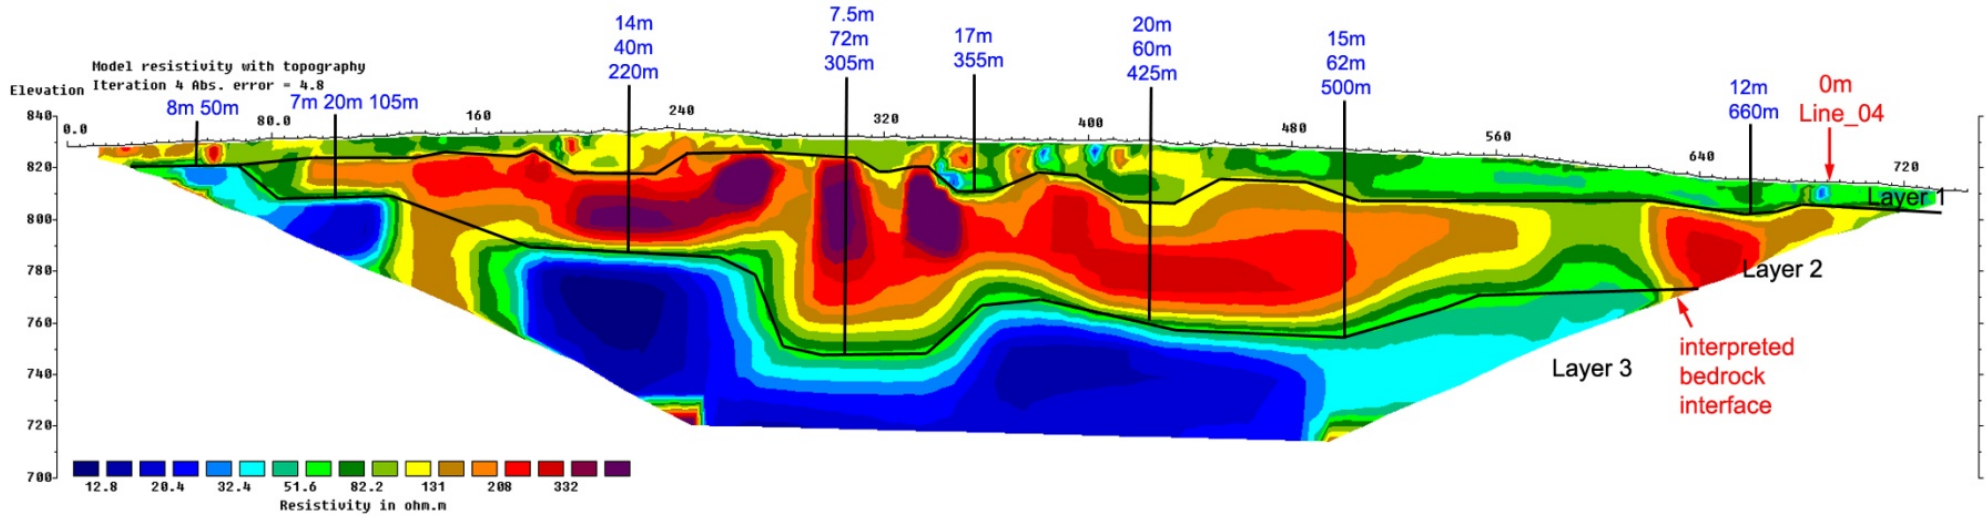 14m
40m
220m
7.5m
72m
305m
17m
355m
20m
60m
425m
15m
62m
500m
12m
660m
0m
Line_04
Model resistivity with topography
Iteration 4 Abs. error = 4.8
Elevation
8m 50m
7m 20m 105m
0.0
80.0
160
240
320
400
480
560
640
720
840
820
800
780
760
740
720
700
Layer 1
Layer 2
Layer 3
interpreted
bedrock
interface
12.8 20.4 32.4 51.6 82.2 131 208 332
Resistivity in ohm.m